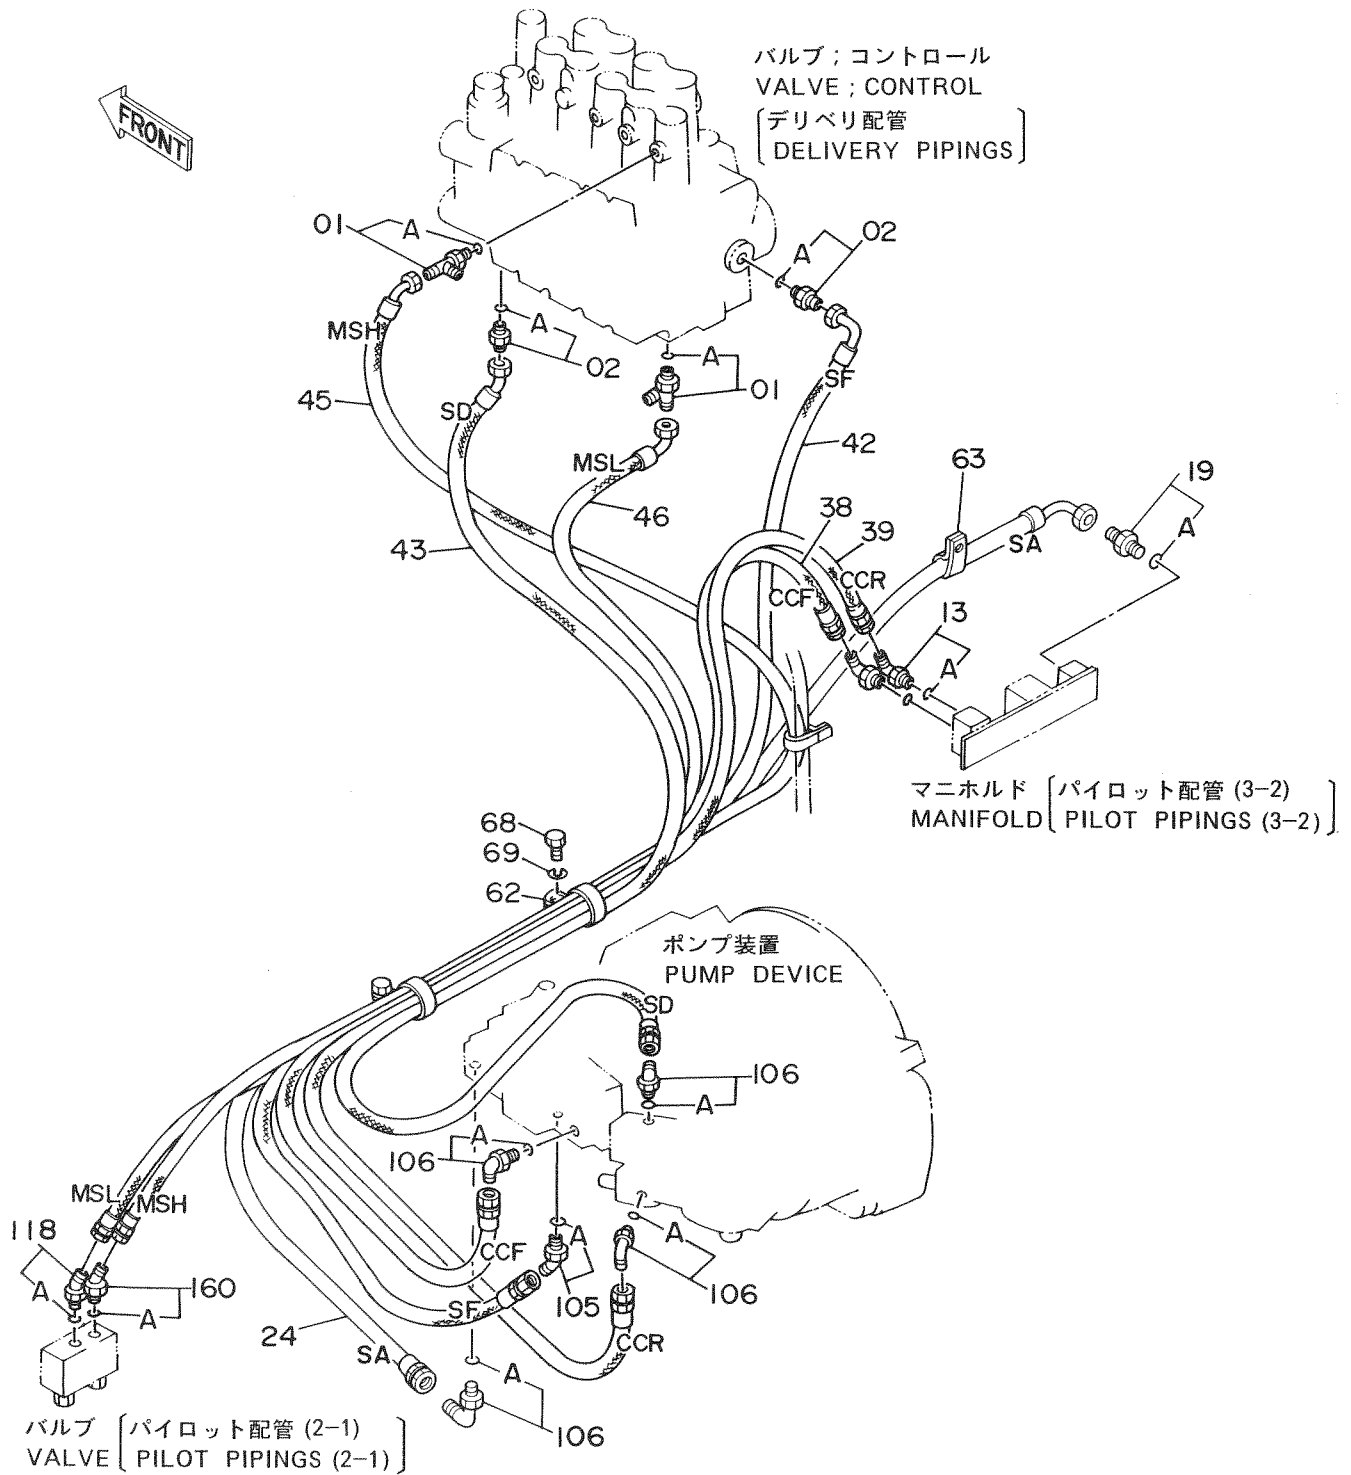 バルブ ; コントロール
VALVE ; CONTROL
デリベリ配管
DELIVERY PIPINGS
FRONT
01
A
A
02
MSH
A
02
A
01
SF
45
SD
42
MSL
63
19
46
38
39
A
43
SA
CCR
CCF
13
A
マニホルド [パイロット配管 (3-2)]
MANIFOLD [PILOT PIPINGS (3-2)]
68
69
62
ポンプ装置
PUMP DEVICE
SD
106
A
A
106
MSL
MSH
118
A
A
CCF
160
A
106
A
SF
105
24
CCR
SA
A
106
バルブ [パイロット配管 (2-1)]
VALVE [PILOT PIPINGS (2-1)]